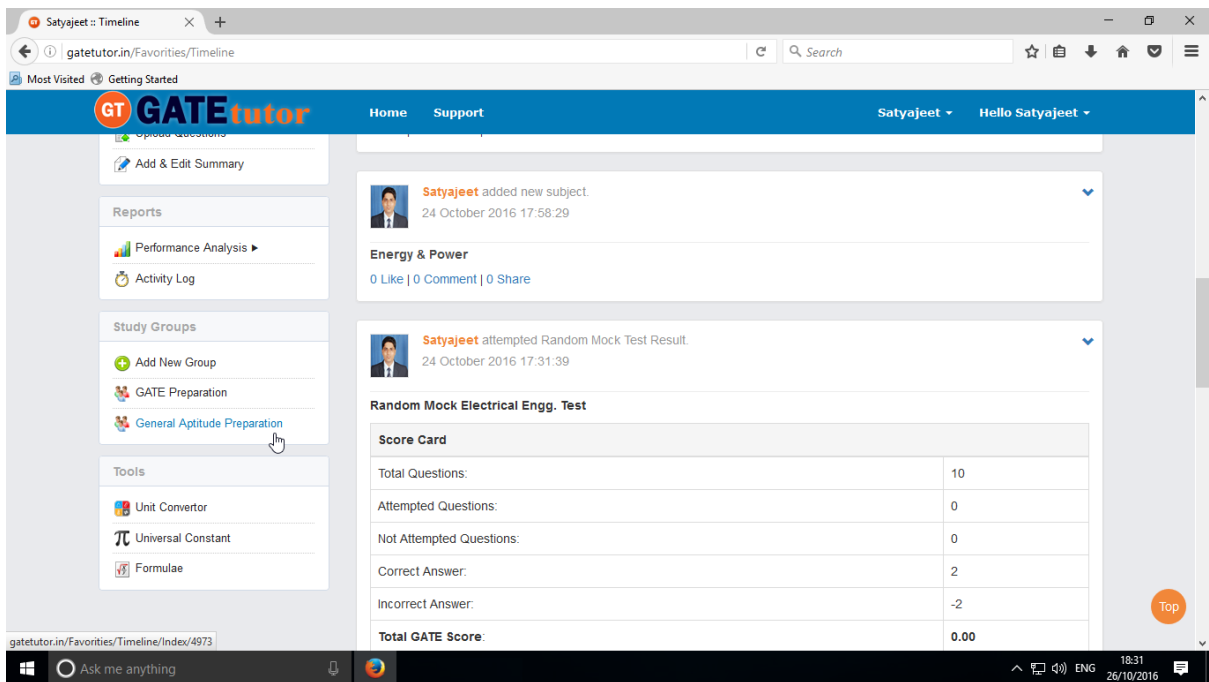 Satyajeet :: Timeline
gatetutor.in/Favorities/Timeline
Search
Most Visited Getting Started
GT GATEtutor Home Support Satyajeet Hello Satyajeet
Upload Questions
Add & Edit Summary
Reports
Performance Analysis
Activity Log
Study Groups
Add New Group
GATE Preparation
General Aptitude Preparation
Tools
Unit Convertor
Universal Constant
Formulae
Satyajeet added new subject.
24 October 2016 17:58:29
Energy & Power
0 Like | 0 Comment | 0 Share
Satyajeet attempted Random Mock Test Result.
24 October 2016 17:31:39
Random Mock Electrical Engg. Test
Score Card
Total Questions: 10
Attempted Questions: 0
Not Attempted Questions: 0
Correct Answer: 2
Incorrect Answer: -2
Total GATE Score: 0.00
Top
gatetutor.in/Favorities/Timeline/Index/4973
Ask me anything
ENG
18:31
26/10/2016